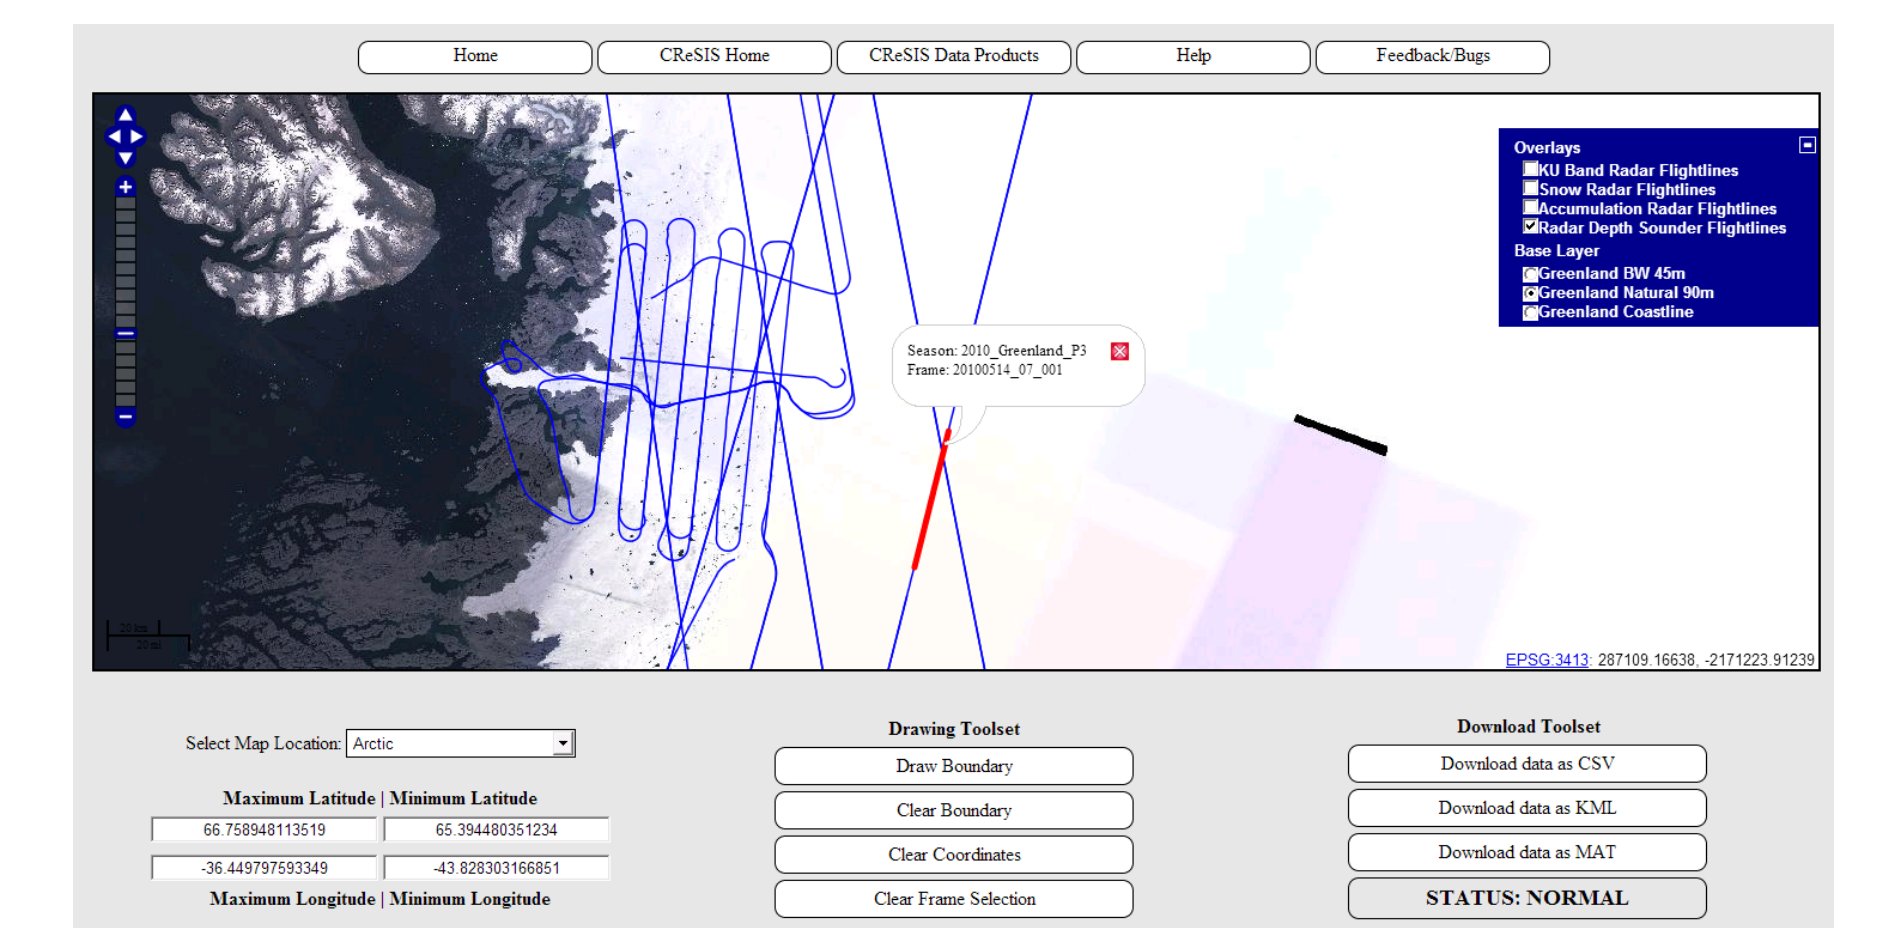 Home
CReSIS Home
CReSIS Data Products
Help
Feedback/Bugs
Overlays
KU Band Radar Flightlines
Snow Radar Flightlines
Accumulation Radar Flightlines
Radar Depth Sounder Flightlines
Base Layer
Greenland BW 45m
Greenland Natural 90m
Greenland Coastline
Season: 2010_Greenland_P3
Frame: 20100514_07_001
20 km
20 mi
EPSG:3413: 287109.16638, -2171223.91239
Select Map Location: Arctic
Maximum Latitude | Minimum Latitude
66.758948113519
65.394480351234
-36.449797593349
-43.828303166851
Maximum Longitude | Minimum Longitude
Drawing Toolset
Draw Boundary
Clear Boundary
Clear Coordinates
Clear Frame Selection
Download Toolset
Download data as CSV
Download data as KML
Download data as MAT
STATUS: NORMAL